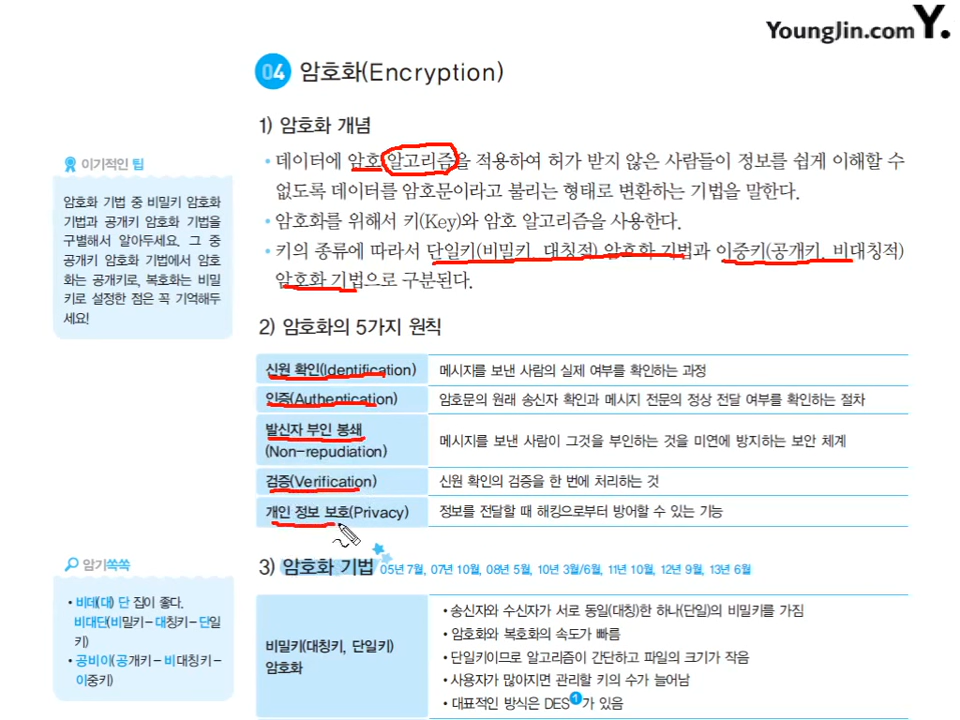 YoungJin.com Y.
04 암호화(Encryption)
1) 암호화 개념
• 데이터에 암호 알고리즘을 적용하여 허가 받지 않은 사람들이 정보를 쉽게 이해할 수
없도록 데이터를 암호문이라고 불리는 형태로 변환하는 기법을 말한다.
• 암호화를 위해서 키(Key)와 암호 알고리즘을 사용한다.
• 키의 종류에 따라서 단일키(비밀키, 대칭적) 암호화 기법과 이중키(공개키, 비대칭적)
암호화 기법으로 구분된다.
이기적인 팁
암호화 기법 중 비밀키 암호화
기법과 공개키 암호화 기법을
구별해서 알아두세요. 그 중
공개키 암호화 기법에서 암호
화는 공개키로, 복호화는 비밀
키로 설정한 점은 꼭 기억해두
세요!
2) 암호화의 5가지 원칙
신원 확인(Identification) 메시지를 보낸 사람의 실제 여부를 확인하는 과정
인증(Authentication) 암호문의 원래 송신자 확인과 메시지 전문의 정상 전달 여부를 확인하는 절차
발신자 부인 봉쇄
(Non-repudiation) 메시지를 보낸 사람이 그것을 부인하는 것을 미연에 방지하는 보안 체계
검증(Verification) 신원 확인의 검증을 한 번에 처리하는 것
개인 정보 보호(Privacy) 정보를 전달할 때 해킹으로부터 방어할 수 있는 기능
3) 암호화 기법 05년 7월, 07년 10월, 08년 5월, 10년 3월/6월, 11년 10월, 12년 9월, 13년 6월
비밀키(대칭키, 단일키)
암호화
• 송신자와 수신자가 서로 동일(대칭)한 하나(단일)의 비밀키를 가짐
• 암호화와 복호화의 속도가 빠름
• 단일키이므로 알고리즘이 간단하고 파일의 크기가 작음
• 사용자가 많아지면 관리할 키의 수가 늘어남
• 대표적인 방식은 DES1가 있음
암기쏙쏙
• 비대(대) 단 집이 좋다.
비대단(비밀키-대칭키-단일
키)
• 공비이(공개키-비대칭키-
이중키)